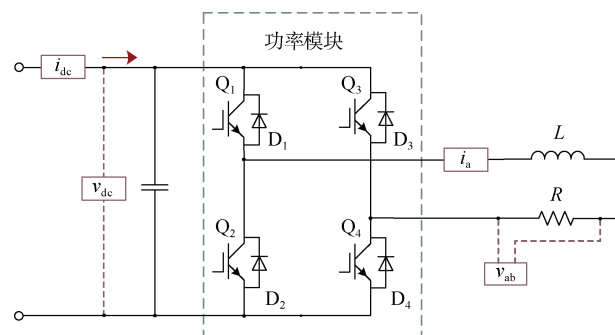 功率模块
i_dc
Q1
Q3
D1
D3
i_a
L
v_dc
R
Q2
Q4
v_ab
D2
D4